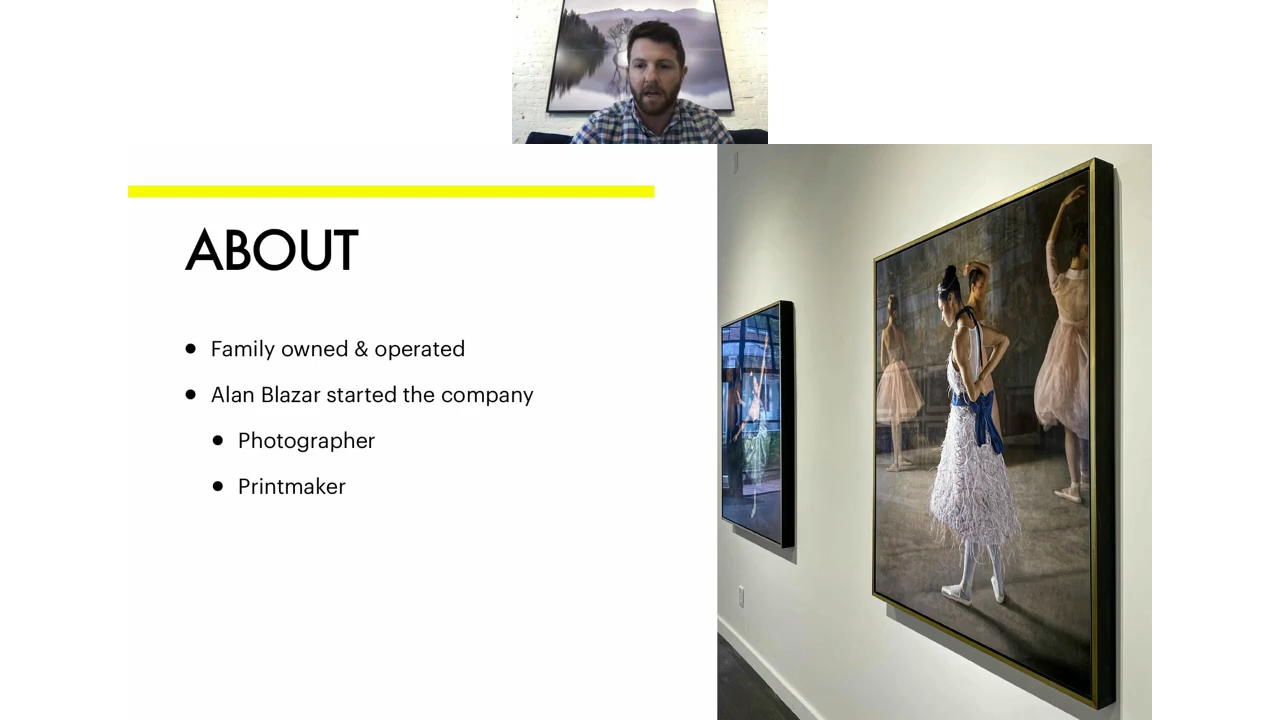 ABOUT
Family owned & operated
Alan Blazar started the company
Photographer
Printmaker